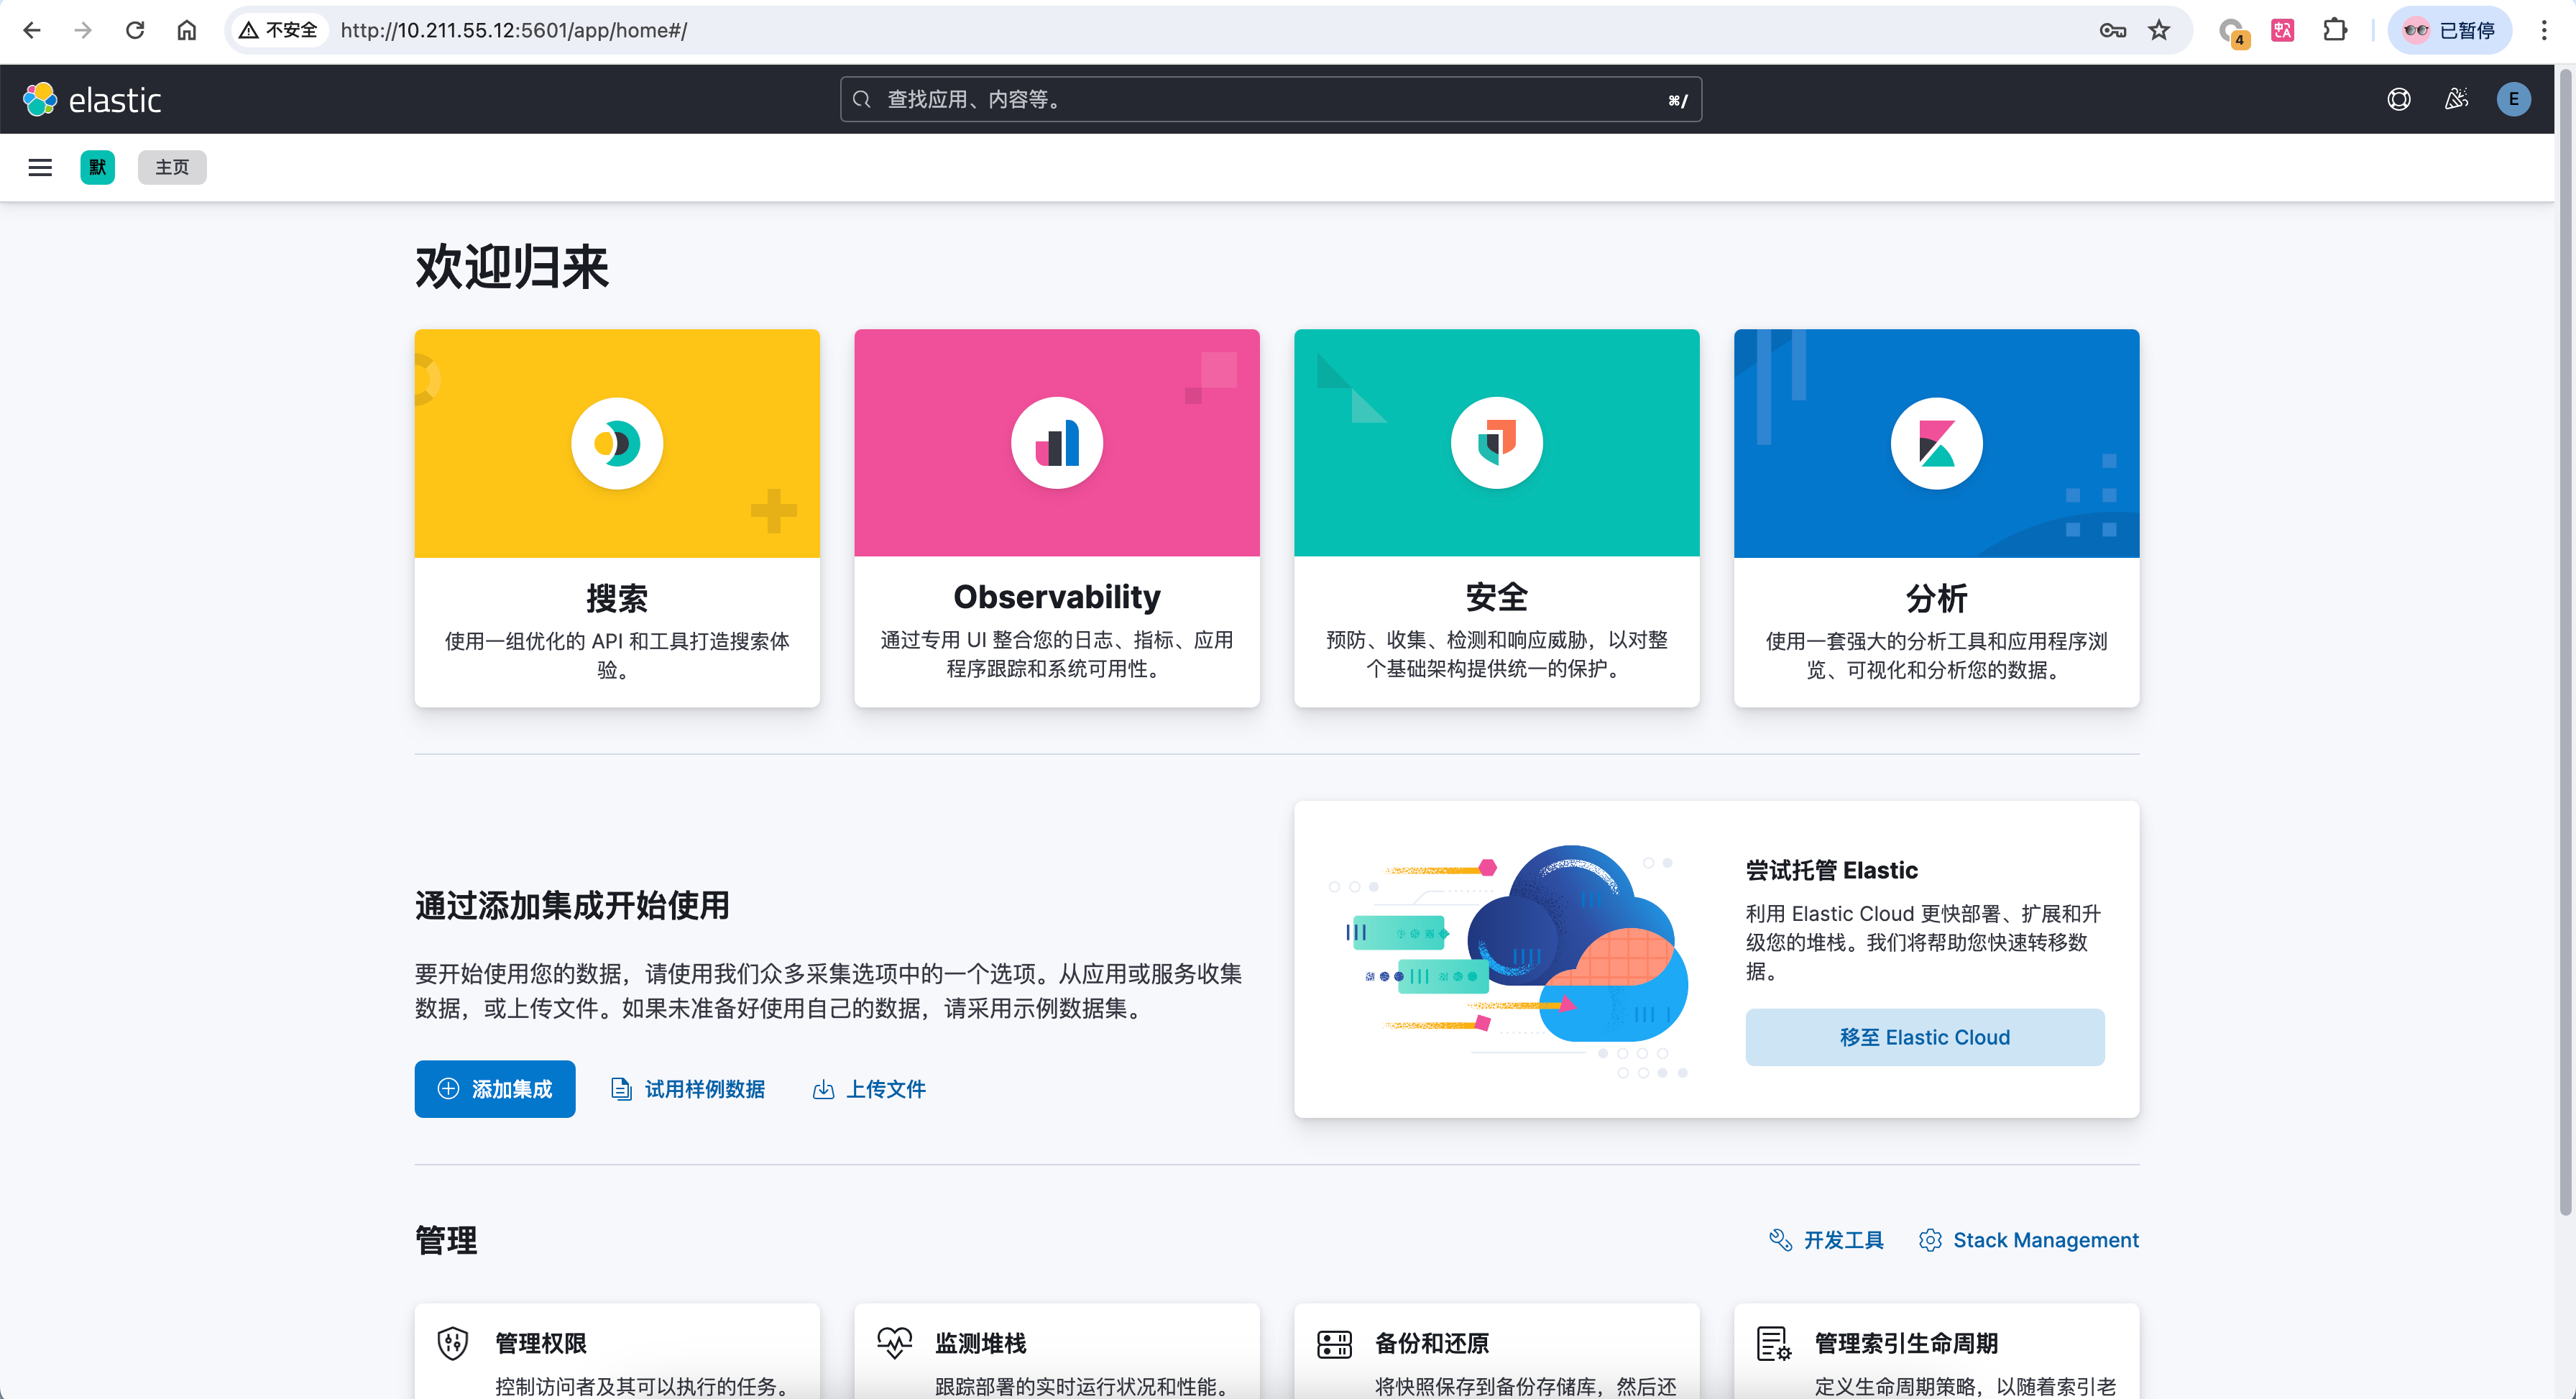 不安全
http://10.211.55.12:5601/app/home#/
4
已暂停
elastic
查找应用、内容等。
⌘/
E
默
主页
欢迎归来
搜索
使用一组优化的 API 和工具打造搜索体
验。
Observability
通过专用 UI 整合您的日志、指标、应用
程序跟踪和系统可用性。
安全
预防、收集、检测和响应威胁，以对整
个基础架构提供统一的保护。
分析
使用一套强大的分析工具和应用程序浏
览、可视化和分析您的数据。
通过添加集成开始使用
要开始使用您的数据，请使用我们众多采集选项中的一个选项。从应用或服务收集
数据，或上传文件。如果未准备好使用自己的数据，请采用示例数据集。
添加集成
试用样例数据
上传文件
尝试托管 Elastic
利用 Elastic Cloud 更快部署、扩展和升
级您的堆栈。我们将帮助您快速转移数
据。
移至 Elastic Cloud
管理
开发工具
Stack Management
管理权限
控制访问者及其可以执行的任务。
监测堆栈
跟踪部署的实时运行状况和性能。
备份和还原
将快照保存到备份存储库，然后还
管理索引生命周期
定义生命周期策略，以随着索引老